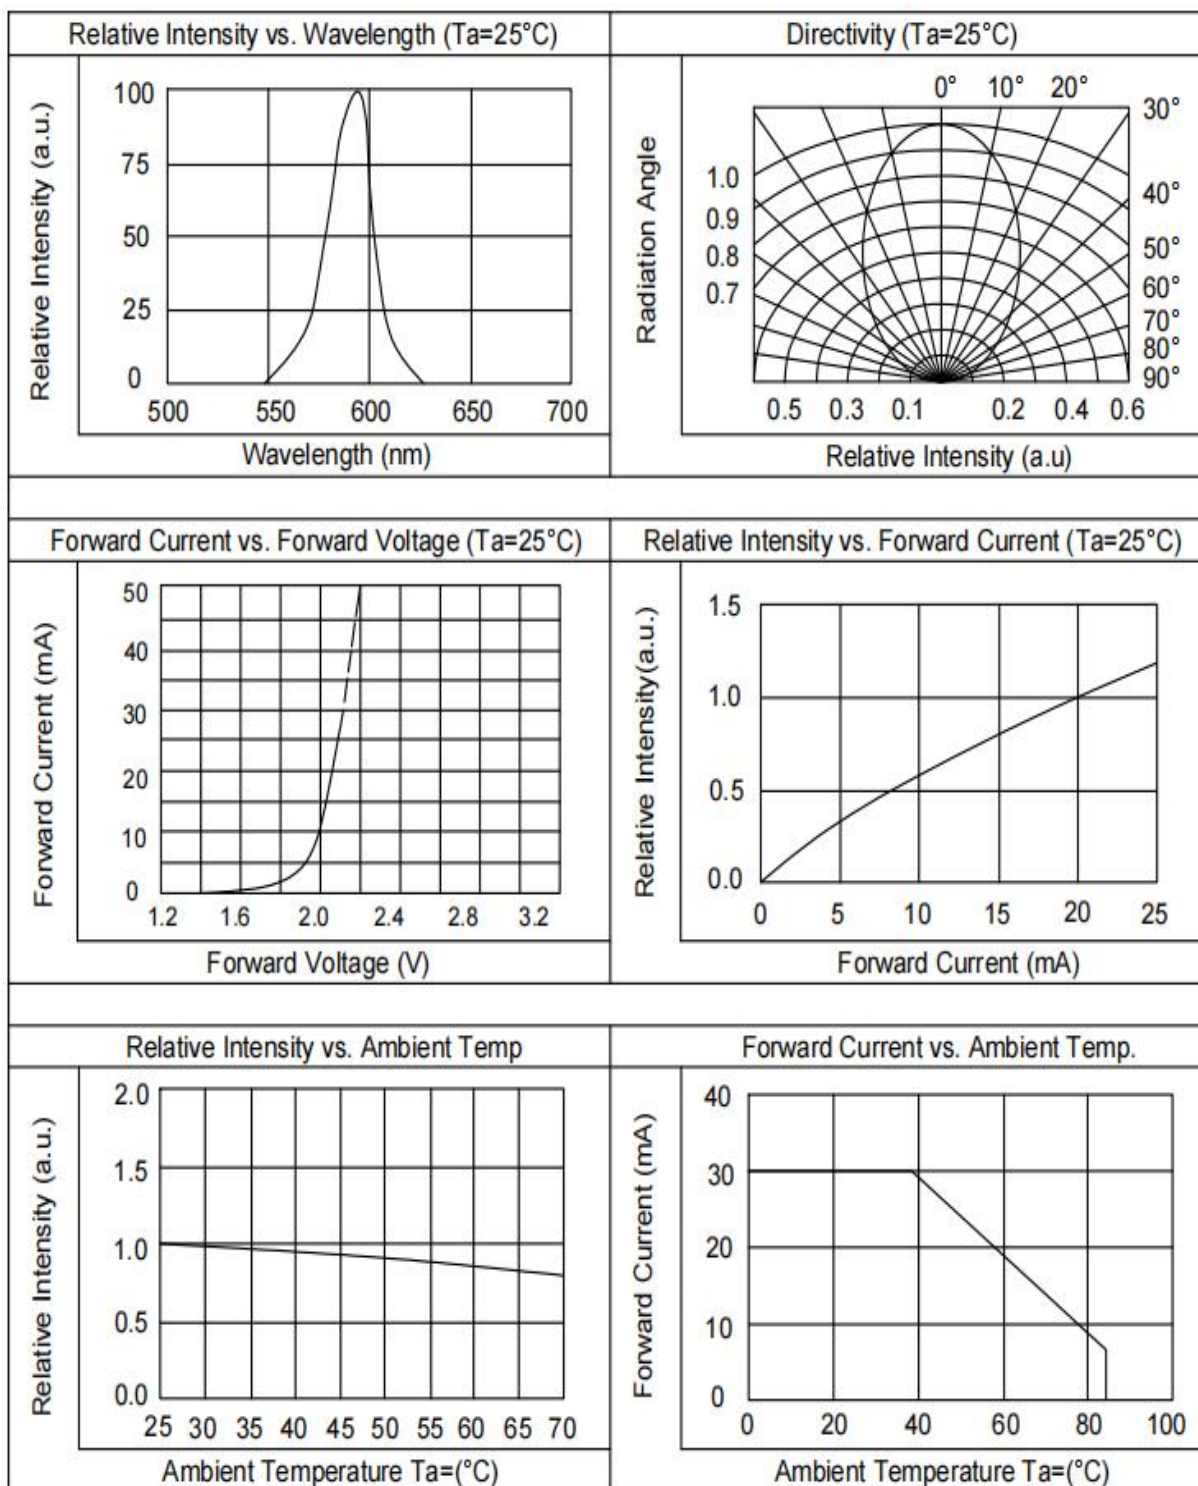 Relative Intensity vs. Wavelength (Ta=25°C)
Relative Intensity (a.u.)
100
75
50
25
0
500 550 600 650 700
Wavelength (nm)
Directivity (Ta=25°C)
Radiation Angle
0° 10° 20°
30°
40°
50°
60°
70°
80°
90°
1.0
0.9
0.8
0.7
0.5 0.3 0.1 0.2 0.4 0.6
Relative Intensity (a.u)
Forward Current vs. Forward Voltage (Ta=25°C)
Forward Current (mA)
50
40
30
20
10
0
1.2 1.6 2.0 2.4 2.8 3.2
Forward Voltage (V)
Relative Intensity vs. Forward Current (Ta=25°C)
Relative Intensity(a.u.)
1.5
1.0
0.5
0.0
0 5 10 15 20 25
Forward Current (mA)
Relative Intensity vs. Ambient Temp
Relative Intensity (a.u.)
2.0
1.5
1.0
0.5
0.0
25 30 35 40 45 50 55 60 65 70
Ambient Temperature Ta=(°C)
Forward Current vs. Ambient Temp.
Forward Current (mA)
40
30
20
10
0
0 20 40 60 80 100
Ambient Temperature Ta=(°C)